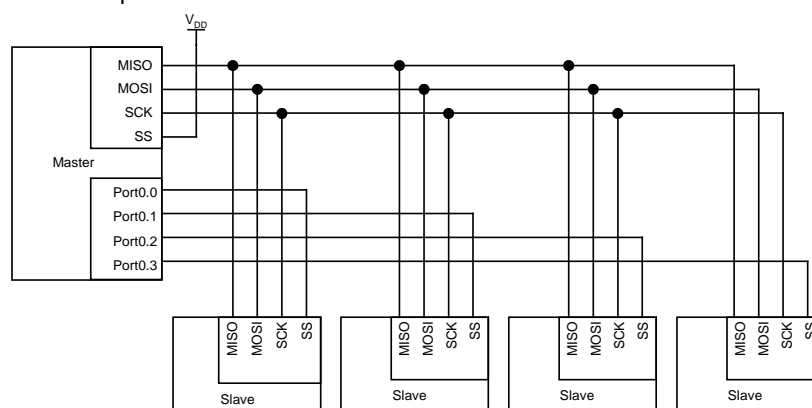 V_DD
MISO
MOSI
SCK
SS
Master
Port0.0
Port0.1
Port0.2
Port0.3
MISO MOSI SCK SS
MISO MOSI SCK SS
MISO MOSI SCK SS
MISO MOSI SCK SS
Slave Slave Slave Slave